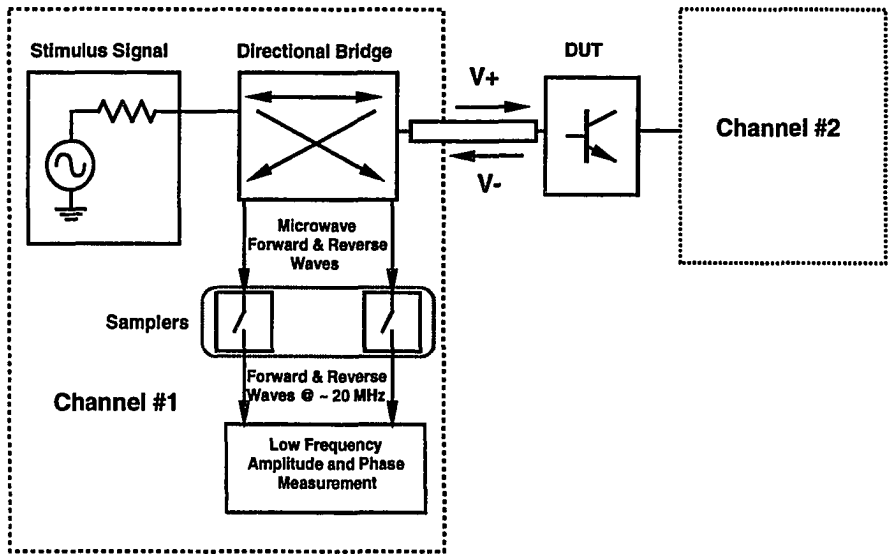 Stimulus Signal
Directional Bridge
DUT
V+
V-
Channel #2
Microwave
Forward & Reverse
Waves
Samplers
Forward & Reverse
Waves @ ~ 20 MHz
Channel #1
Low Frequency
Amplitude and Phase
Measurement